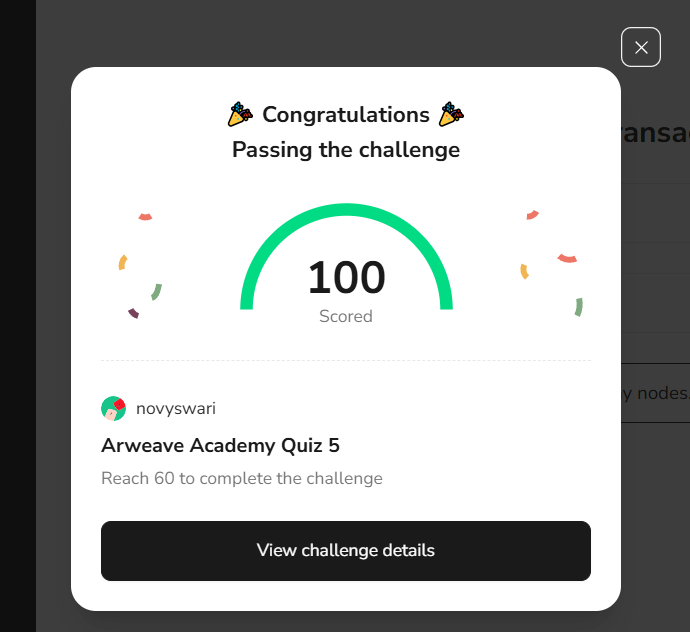 🎉 Congratulations 🎉
Passing the challenge
100
Scored
novyswari
Arweave Academy Quiz 5
Reach 60 to complete the challenge
View challenge details
y nodes.